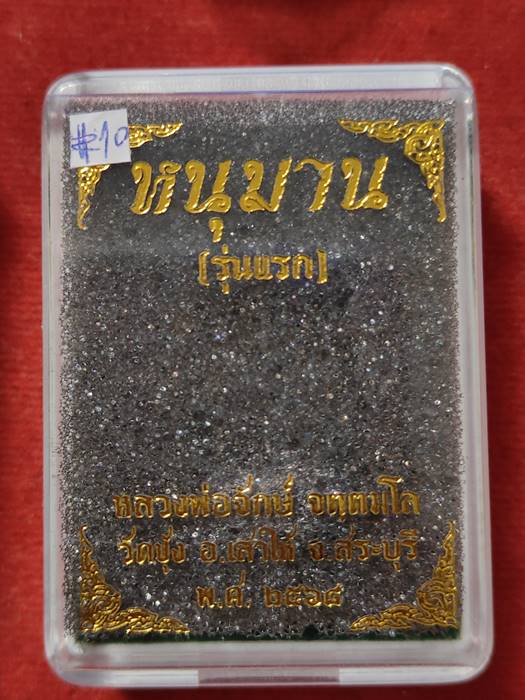 #10
หนุมาน
(รุ่นแรก)
หลวงพ่อจักษ์ จตฺตมโล
วัดชุ้ง อ.เสาไห้ จ.สระบุรี
พ.ศ. ๒๕๖๘